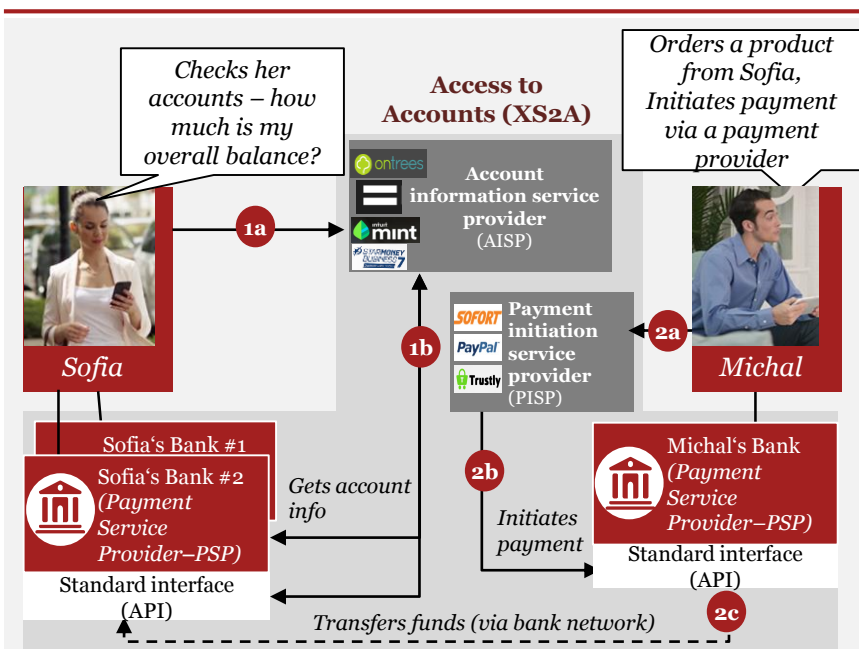 Checks her
accounts – how
much is my
overall balance?
Access to
Accounts (XS2A)
Orders a product
from Sofia,
Initiates payment
via a payment
provider
ontrees
intuit
mint
STARMONEY
BUSINESS 7
Account
information service
provider
(AISP)
1a
Sofia
SOFORT
PayPal
Trustly
Payment
initiation
service
provider
(PISP)
1b
2a
Michal
Sofia‘s Bank #1
Sofia‘s Bank #2
(Payment
Service
Provider–PSP)
Standard interface
(API)
Gets account
info
2b
Initiates
payment
Michal‘s Bank
(Payment
Service
Provider–PSP)
Standard interface
(API)
2c
Transfers funds (via bank network)